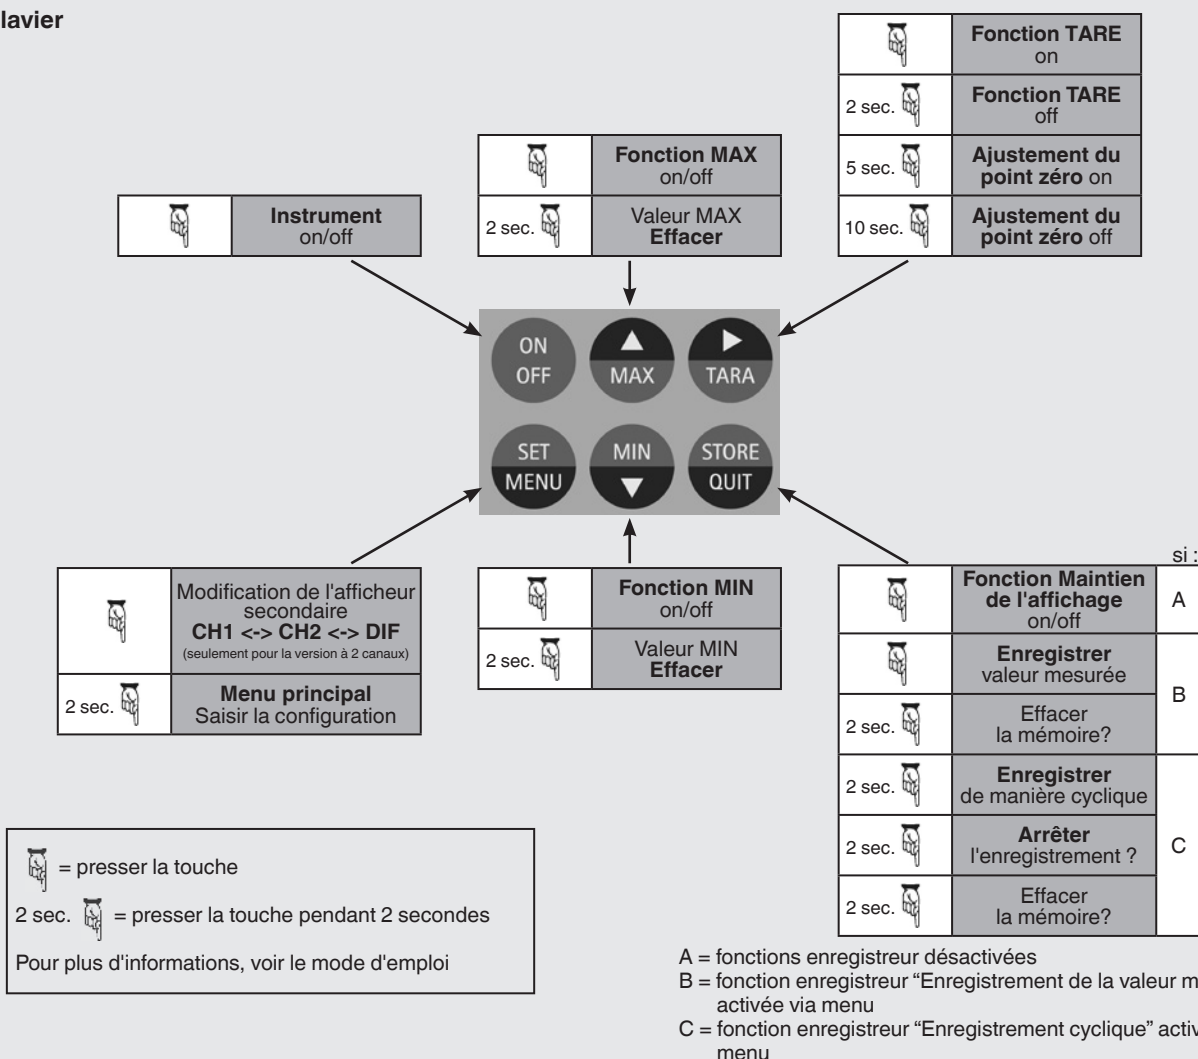 lavier
Fonction TARE
on
2 sec.
Fonction TARE
off
5 sec.
Ajustement du
point zéro on
10 sec.
Ajustement du
point zéro off
Fonction MAX
on/off
2 sec.
Valeur MAX
Effacer
Instrument
on/off
ON
OFF
MAX
TARA
SET
MENU
MIN
STORE
QUIT
Modification de l'afficheur
secondaire
CH1 <-> CH2 <-> DIF
(seulement pour la version à 2 canaux)
2 sec.
Menu principal
Saisir la configuration
Fonction MIN
on/off
2 sec.
Valeur MIN
Effacer
si :
Fonction Maintien
de l'affichage
on/off
A
Enregistrer
valeur mesurée
B
2 sec.
Effacer
la mémoire?
2 sec.
Enregistrer
de manière cyclique
2 sec.
Arrêter
l'enregistrement ?
C
2 sec.
Effacer
la mémoire?
= presser la touche
2 sec. = presser la touche pendant 2 secondes
Pour plus d'informations, voir le mode d'emploi
A = fonctions enregistreur désactivées
B = fonction enregistreur “Enregistrement de la valeur m
activée via menu
C = fonction enregistreur “Enregistrement cyclique” activ
menu